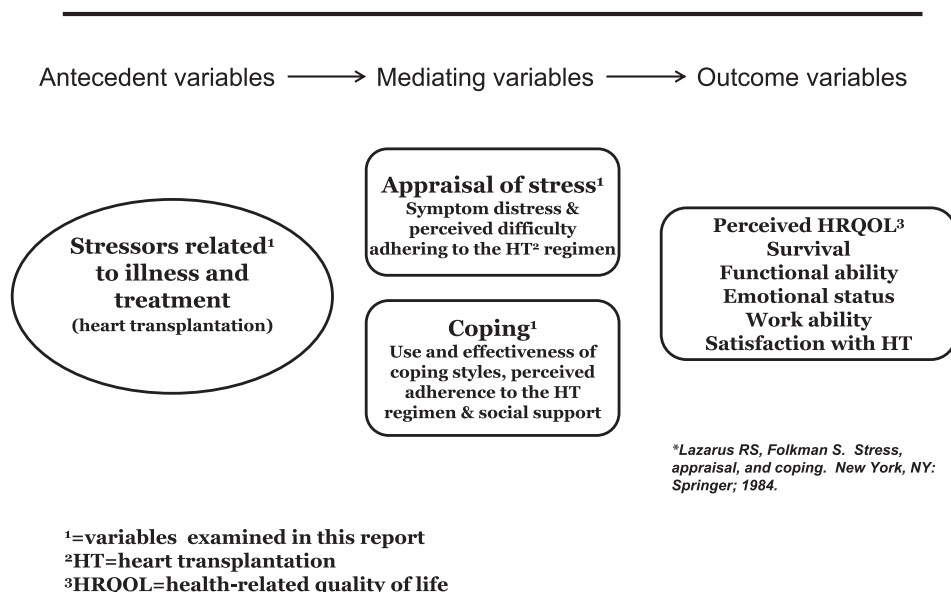 Antecedent variables
Mediating variables
Outcome variables
Stressors related¹
to illness and
treatment
(heart transplantation)
Appraisal of stress¹
Symptom distress &
perceived difficulty
adhering to the HT² regimen
Coping¹
Use and effectiveness of
coping styles, perceived
adherence to the HT
regimen & social support
Perceived HRQOL³
Survival
Functional ability
Emotional status
Work ability
Satisfaction with HT
*Lazarus RS, Folkman S. Stress,
appraisal, and coping. New York, NY:
Springer; 1984.
¹=variables examined in this report
²HT=heart transplantation
³HRQOL=health-related quality of life